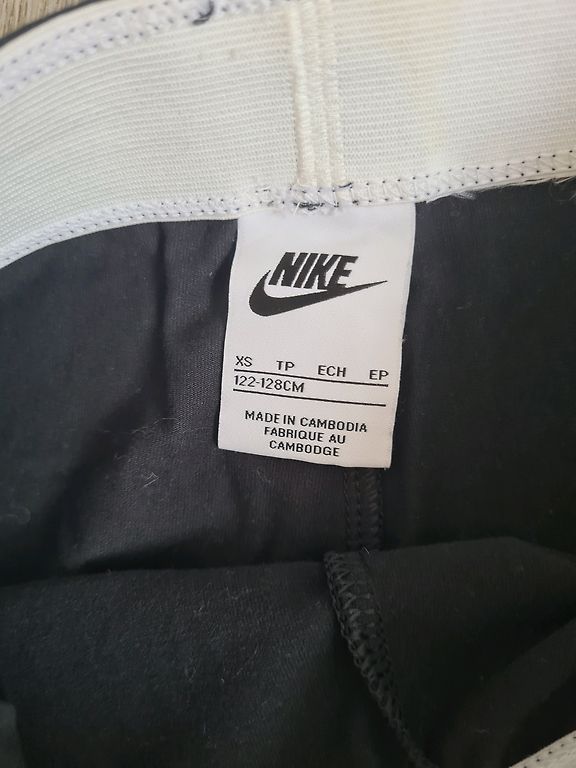 NIKE
XS TP ECH EP
122-128CM
MADE IN CAMBODIA
FABRIQUE AU
CAMBODGE